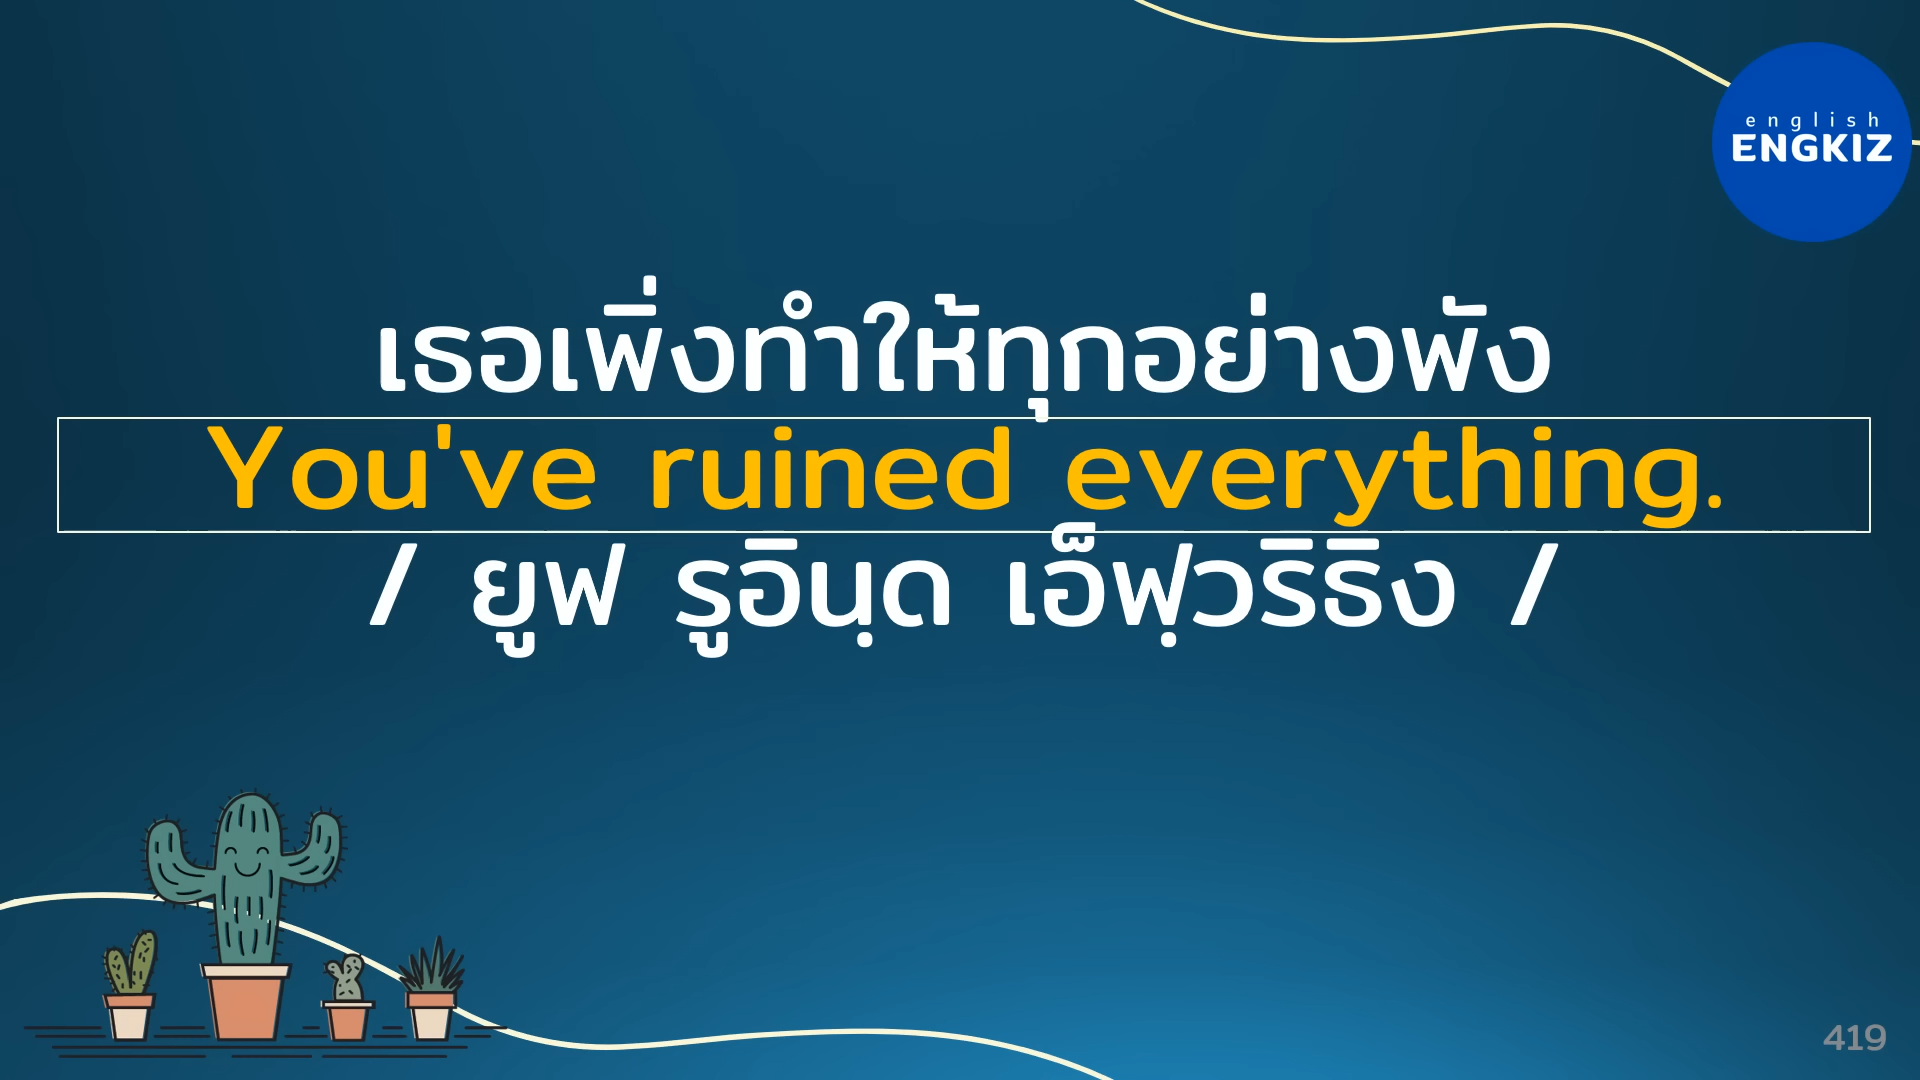 english
ENGKIZ
เธอเพิ่งทำให้ทุกอย่างพัง
You've ruined everything.
/ ยูฟ รูอินฺด เอ็ฟฺวริธิง /
419